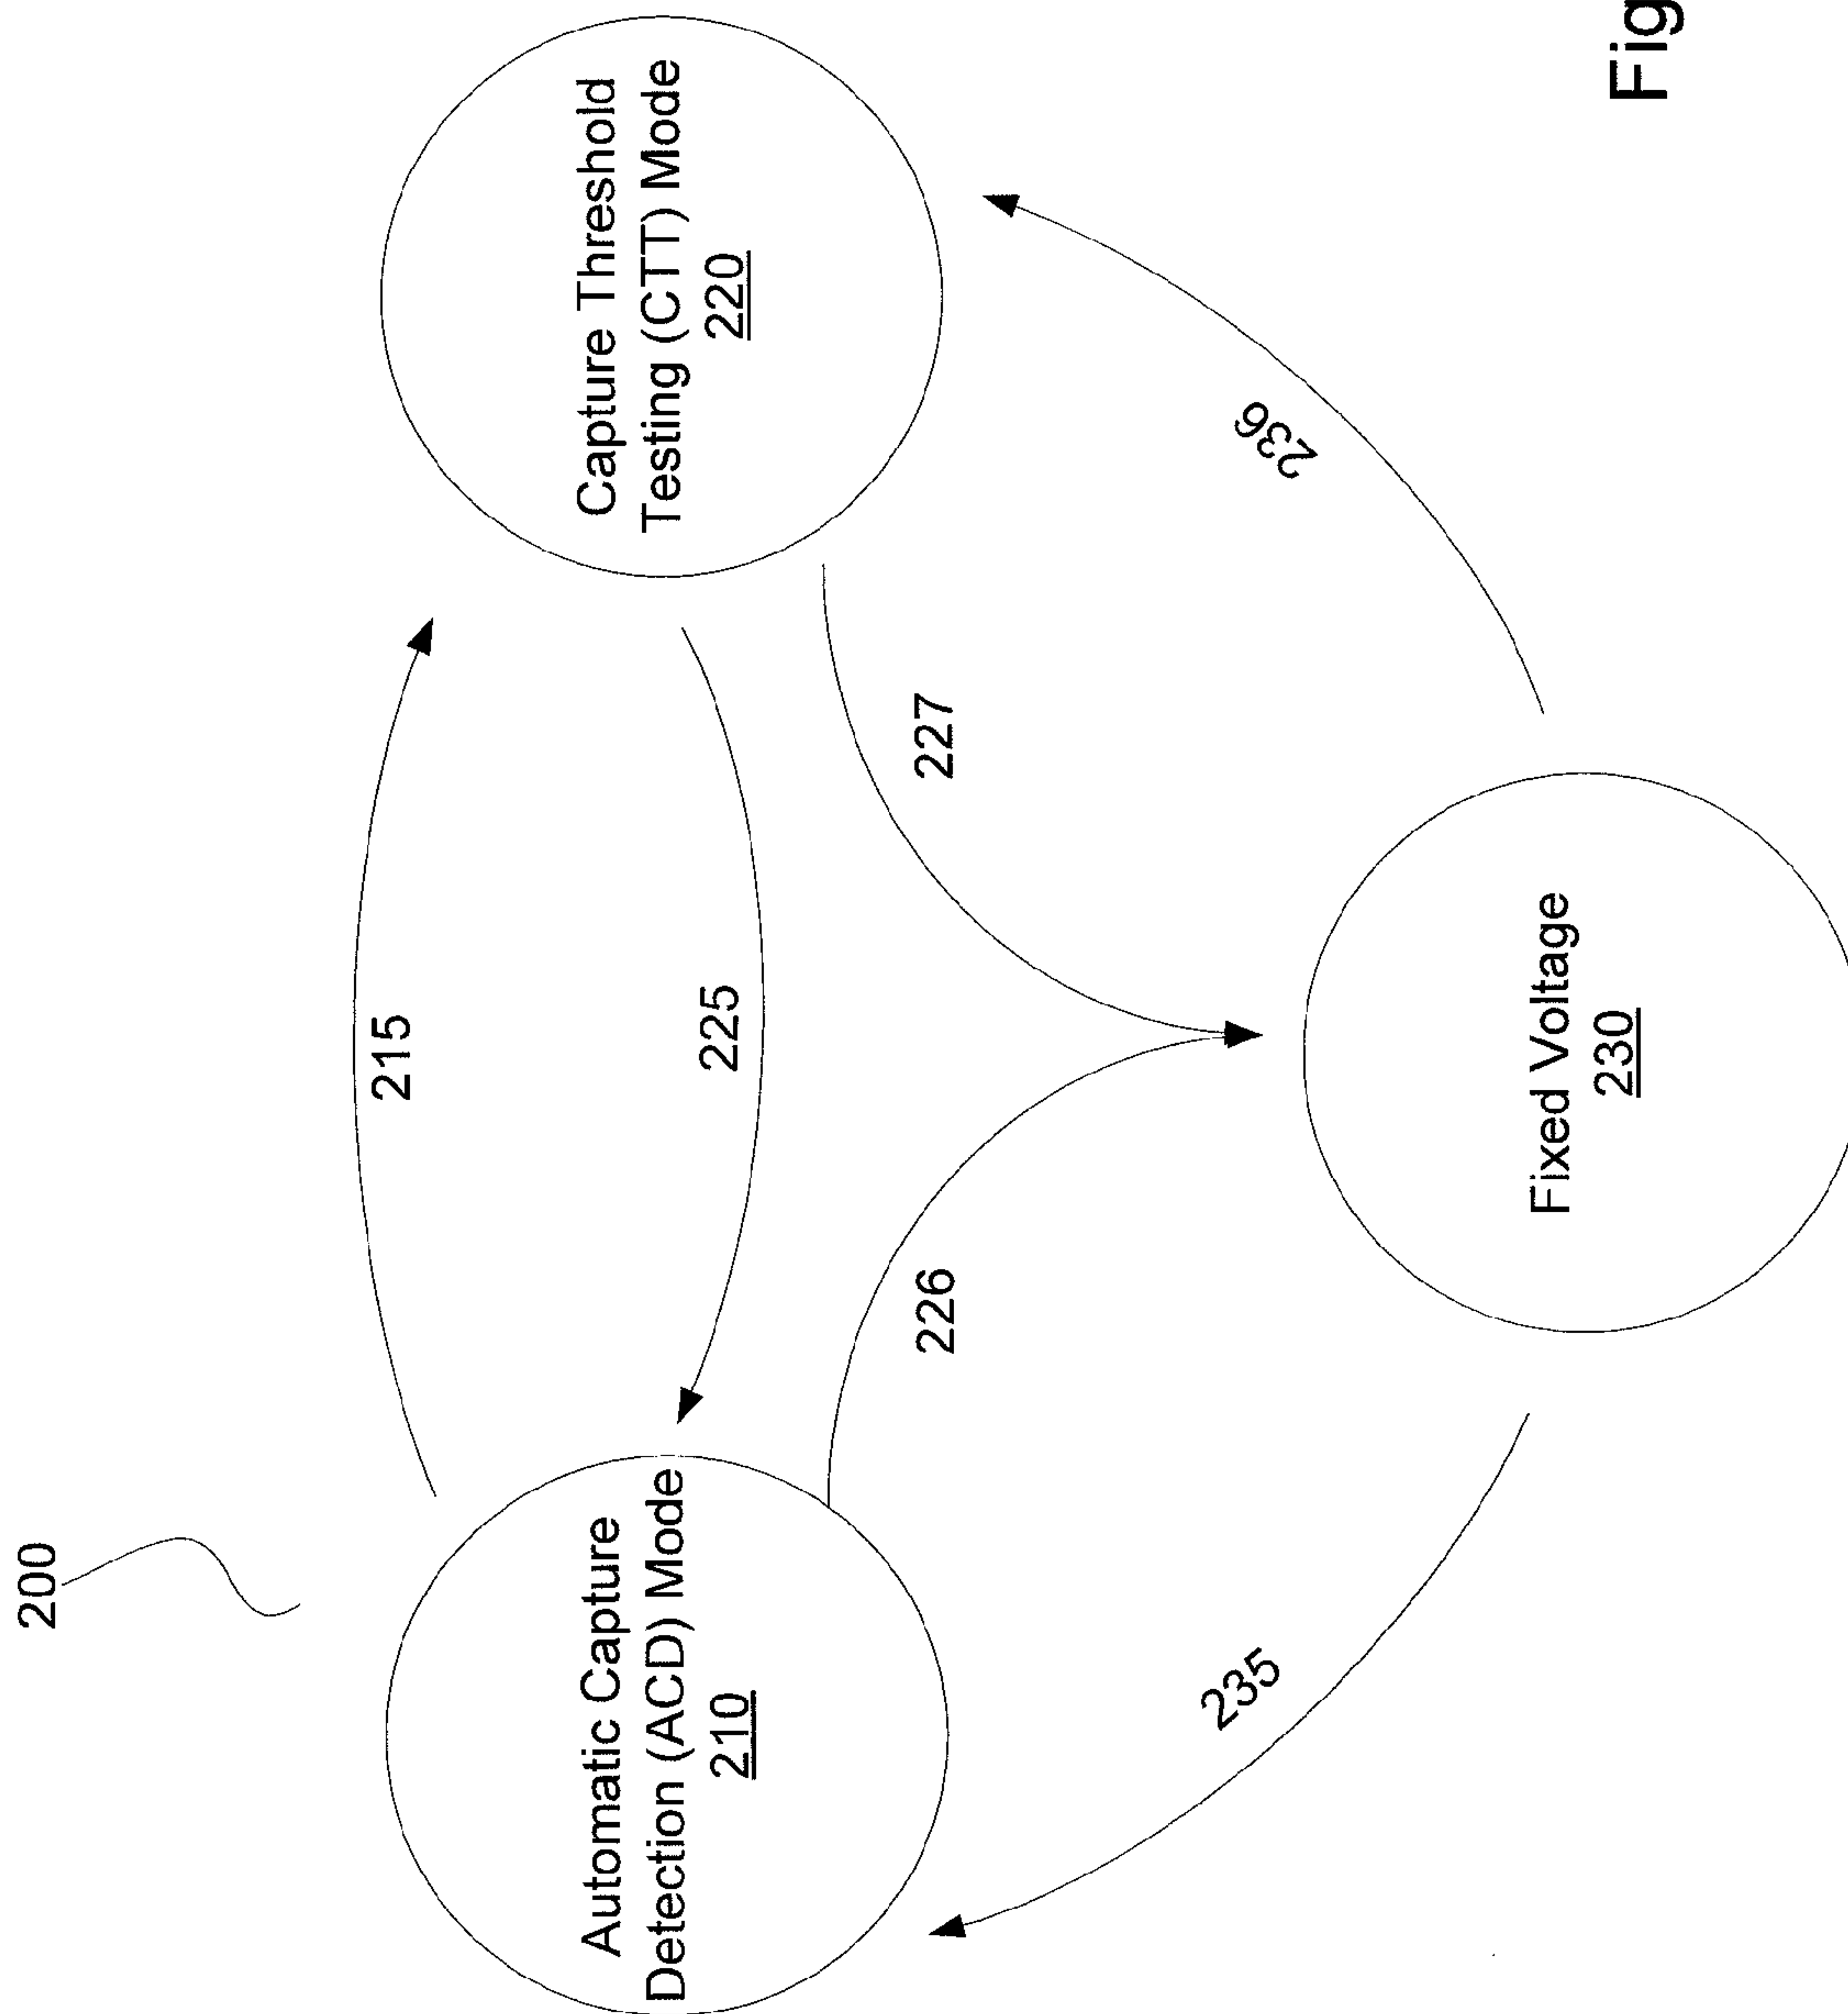 200
215
Automatic Capture
Detection (ACD) Mode
210
Capture Threshold
Testing (CTT) Mode
220
225
226
227
235
236
Fixed Voltage
230
Fig